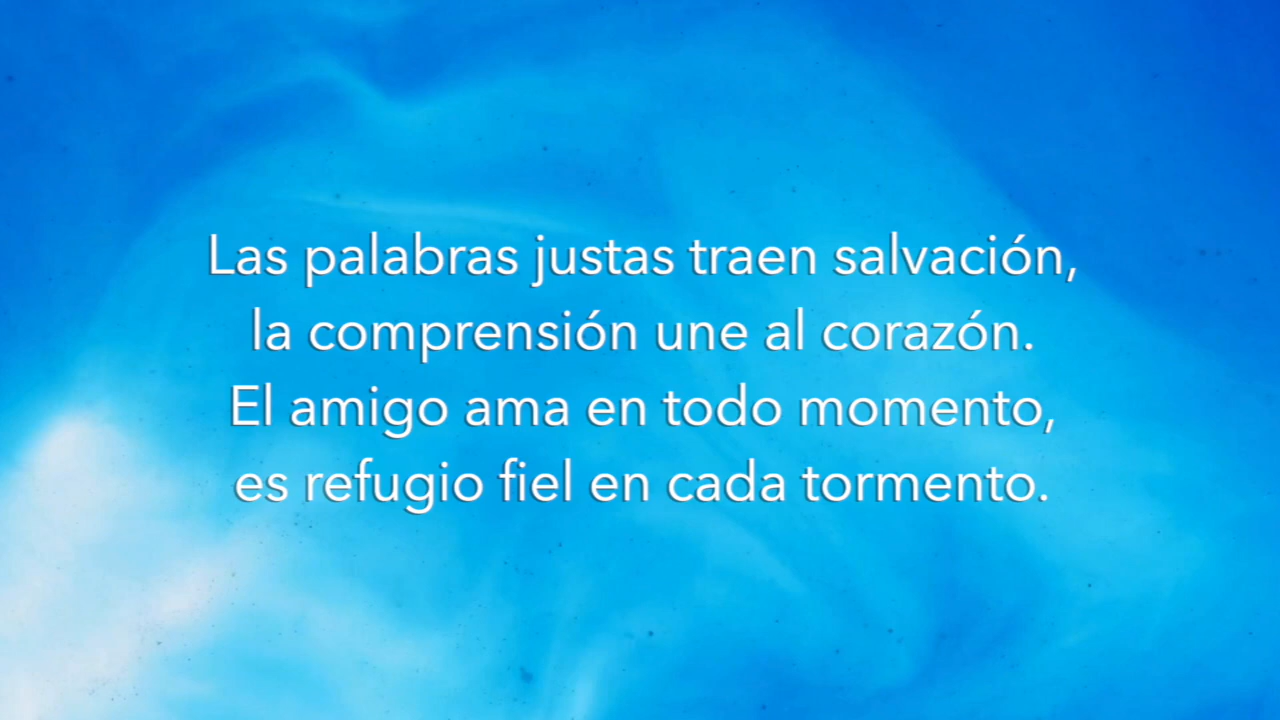 Las palabras justas traen salvación,
la comprensión une al corazón.
El amigo ama en todo momento,
es refugio fiel en cada tormento.